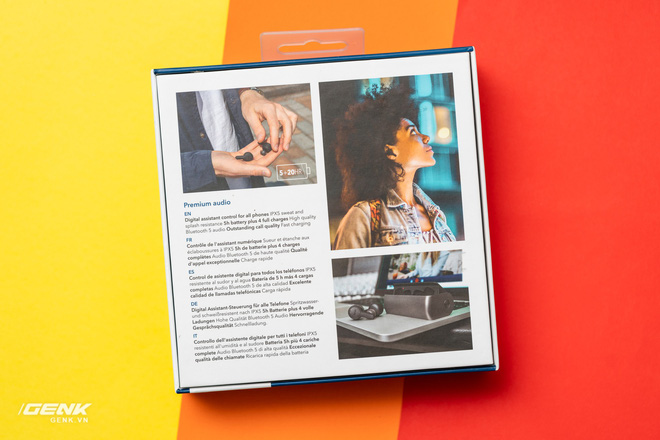 5+20HR
Premium audio
EN
Digital assistant control for all phones IPX5 sweat and
splash resistance 5h battery plus 4 full charges High quality
Bluetooth 5 audio Outstanding call quality Fast charging
FR
Contrôle de l'assistant numérique Sueur et étanche aux
éclaboussures à IPX5 5h de batterie plus 4 charges
complètes Audio Bluetooth 5 de haute qualité Qualité
d'appel exceptionnelle Charge rapide
ES
Control de asistente digital para todos los teléfonos IPX5
resistente al sudor y al agua Batería de 5 h más 4 cargas
completas Audio Bluetooth 5 de alta calidad Excelente
calidad de llamadas telefónicas Carga rápida
DE
Digital Assistant-Steuerung für alle Telefone Spritzwasser-
und schweißresistent nach IPX5 5h Batterie plus 4 volle
Ladungen Hohe Qualität Bluetooth 5 Audio Hervorragende
Gesprächsqualität Schnellladung
IT
Controllo dell'assistente digitale per tutti i telefoni IPX5
resistenti all'umidità e al sudore Batteria 5h più 4 cariche
complete Audio Bluetooth 5 di alta qualità Eccezionale
qualità delle chiamate Ricarica rapida della batteria
GENK
GENK.VN